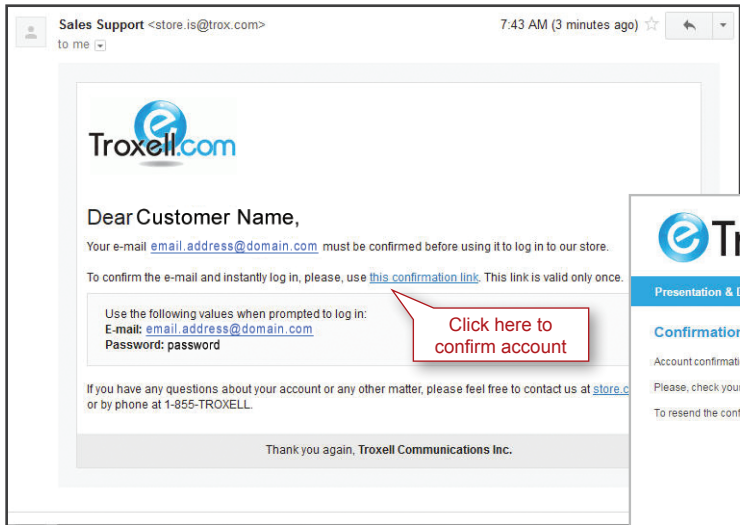 Sales Support <store.is@trox.com>
7:43 AM (3 minutes ago)
to me
e
Troxell.com
Dear Customer Name,
Your e-mail email.address@domain.com must be confirmed before using it to log in to our store.
To confirm the e-mail and instantly log in, please, use this confirmation link. This link is valid only once.
Use the following values when prompted to log in:
E-mail: email.address@domain.com
Password: password
Click here to
confirm account
If you have any questions about your account or any other matter, please feel free to contact us at store.c
or by phone at 1-855-TROXELL.
Thank you again, Troxell Communications Inc.
e Tr
Presentation &
Confirmation
Account confirmati
Please, check your
To resend the conf